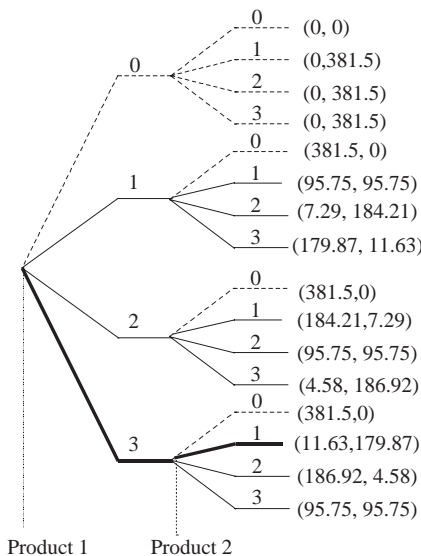 0 (0, 0)
1 (0,381.5)
0
2 (0, 381.5)
3 (0, 381.5)
0 (381.5, 0)
1 (95.75, 95.75)
1
2 (7.29, 184.21)
3 (179.87, 11.63)
0 (381.5,0)
1 (184.21,7.29)
2
2 (95.75, 95.75)
3 (4.58, 186.92)
0 (381.5,0)
1 (11.63,179.87)
3
2 (186.92, 4.58)
3 (95.75, 95.75)
Product 1 Product 2